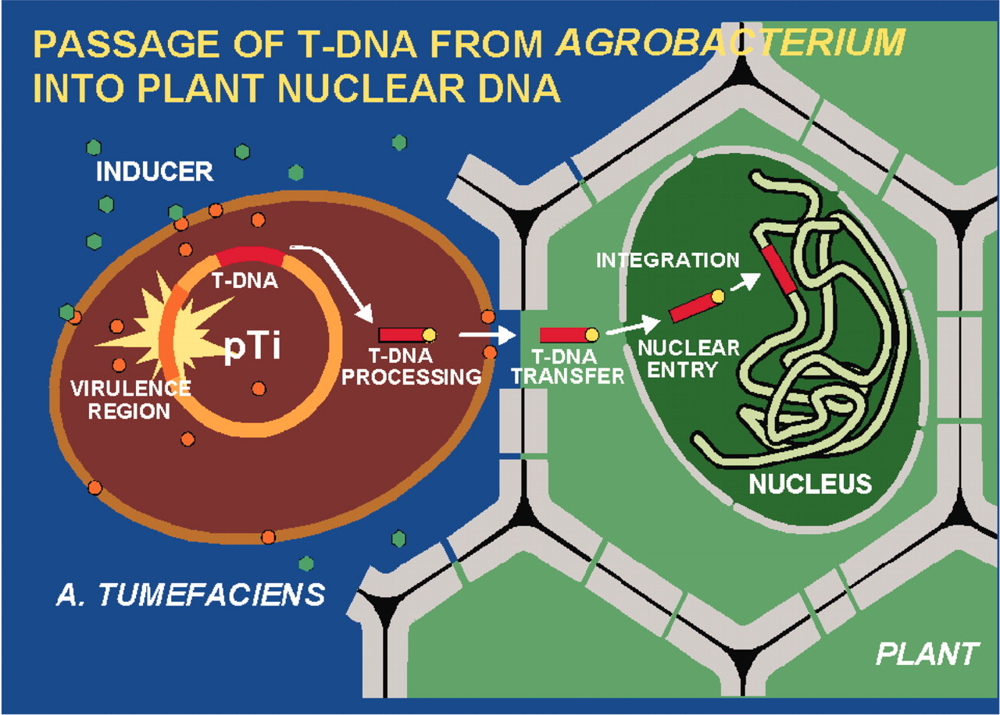 PASSAGE OF T-DNA FROM AGROBACTERIUM
INTO PLANT NUCLEAR DNA
INDUCER
T-DNA
pTi
VIRULENCE
REGION
T-DNA
PROCESSING
T-DNA
TRANSFER
INTEGRATION
NUCLEAR
ENTRY
NUCLEUS
A. TUMEFACIENS
PLANT